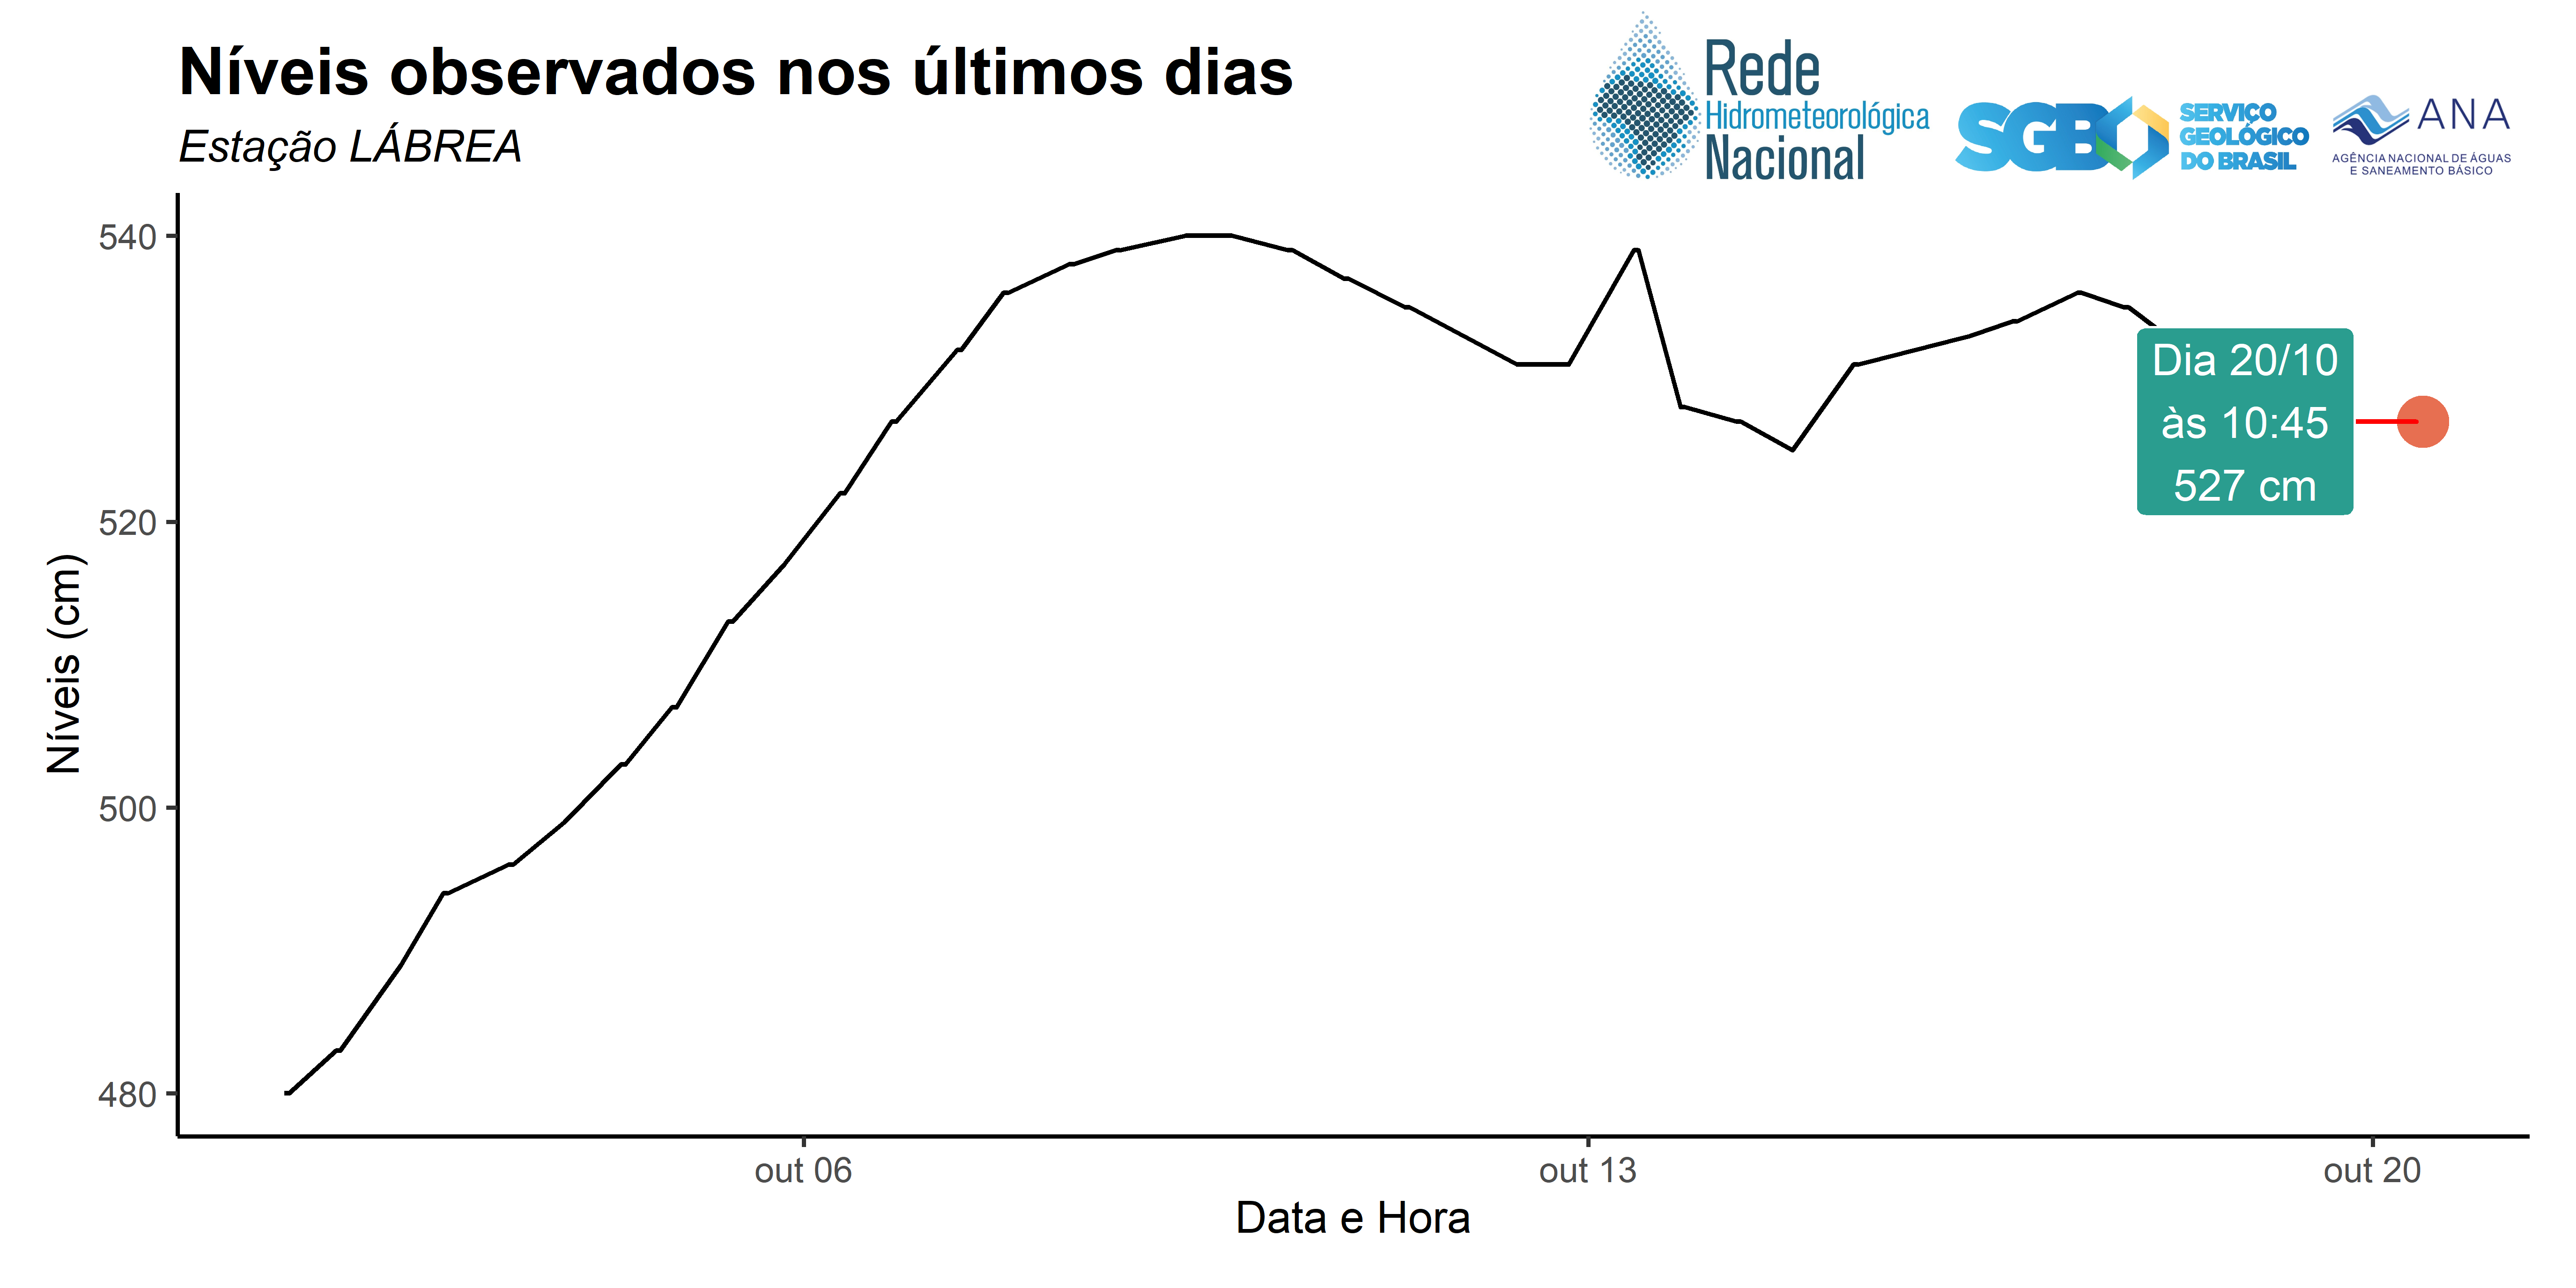 Níveis observados nos últimos dias
Estação LÁBREA
Rede
Hidrometeorológica
Nacional
SGB
SERVIÇO
GEOLÓGICO
DO BRASIL
ANA
AGÊNCIA NACIONAL DE ÁGUAS
E SANEAMENTO BÁSICO
540
520
500
480
Níveis (cm)
Dia 20/10
às 10:45
527 cm
out 06
out 13
out 20
Data e Hora